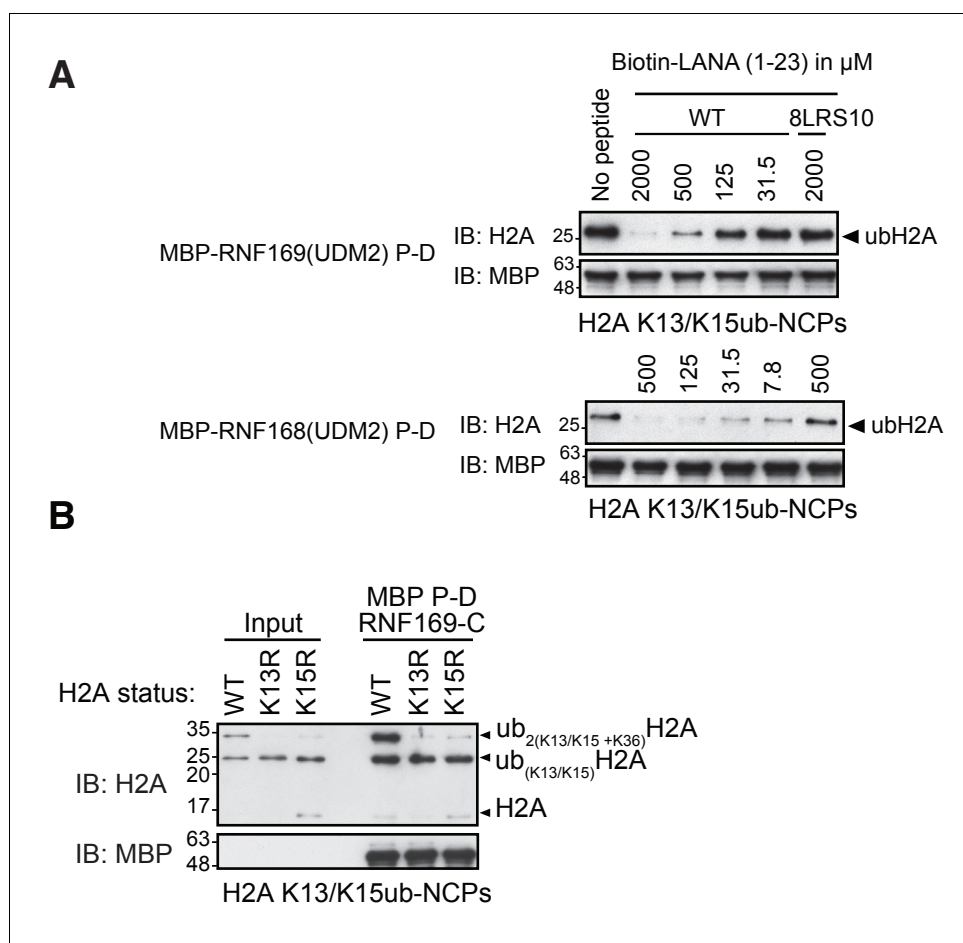 A
Biotin-LANA (1-23) in µM
No peptide
WT
8LRS10
2000
500
125
31.5
2000
MBP-RNF169(UDM2) P-D
IB: H2A
25
ubH2A
IB: MBP
63
48
H2A K13/K15ub-NCPs
500
125
31.5
7.8
500
MBP-RNF168(UDM2) P-D
IB: H2A
25
ubH2A
IB: MBP
63
48
H2A K13/K15ub-NCPs
B
Input
MBP P-D
RNF169-C
H2A status:
WT
K13R
K15R
WT
K13R
K15R
35
25
20
17
IB: H2A
ub2(K13/K15 +K36)H2A
ub(K13/K15)H2A
H2A
IB: MBP
63
48
H2A K13/K15ub-NCPs